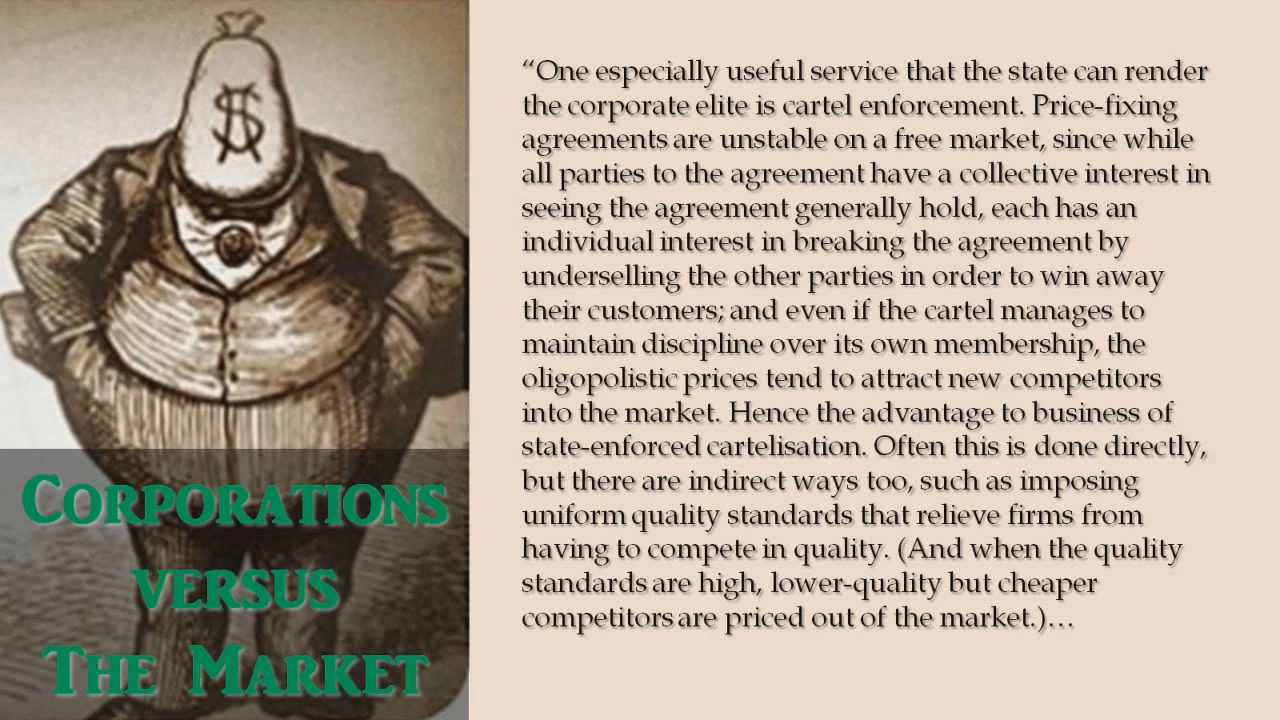 $
CORPORATIONS
VERSUS
THE MARKET
“One especially useful service that the state can render
the corporate elite is cartel enforcement. Price-fixing
agreements are unstable on a free market, since while
all parties to the agreement have a collective interest in
seeing the agreement generally hold, each has an
individual interest in breaking the agreement by
underselling the other parties in order to win away
their customers; and even if the cartel manages to
maintain discipline over its own membership, the
oligopolistic prices tend to attract new competitors
into the market. Hence the advantage to business of
state-enforced cartelisation. Often this is done directly,
but there are indirect ways too, such as imposing
uniform quality standards that relieve firms from
having to compete in quality. (And when the quality
standards are high, lower-quality but cheaper
competitors are priced out of the market.)…